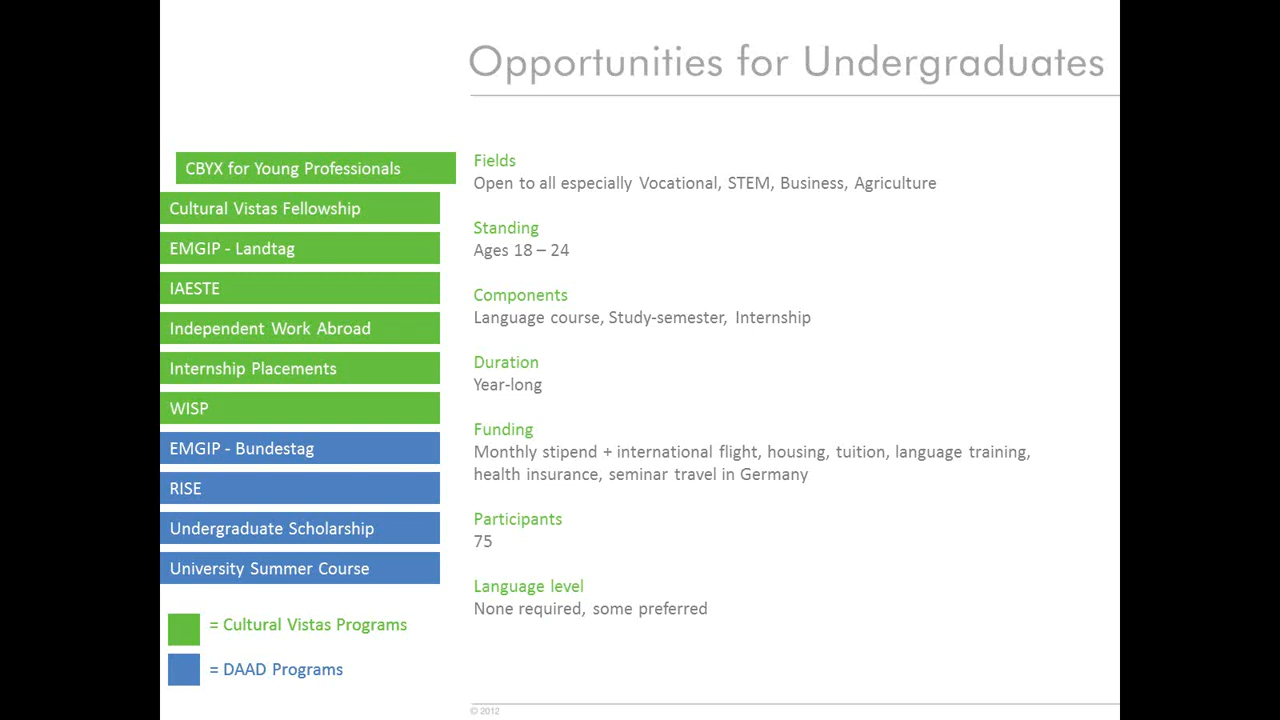 Opportunities for Undergraduates
CBYX for Young Professionals
Cultural Vistas Fellowship
EMGIP - Landtag
IAESTE
Independent Work Abroad
Internship Placements
WISP
EMGIP - Bundestag
RISE
Undergraduate Scholarship
University Summer Course
= Cultural Vistas Programs
= DAAD Programs
Fields
Open to all especially Vocational, STEM, Business, Agriculture
Standing
Ages 18 – 24
Components
Language course, Study-semester, Internship
Duration
Year-long
Funding
Monthly stipend + international flight, housing, tuition, language training,
health insurance, seminar travel in Germany
Participants
75
Language level
None required, some preferred
© 2012